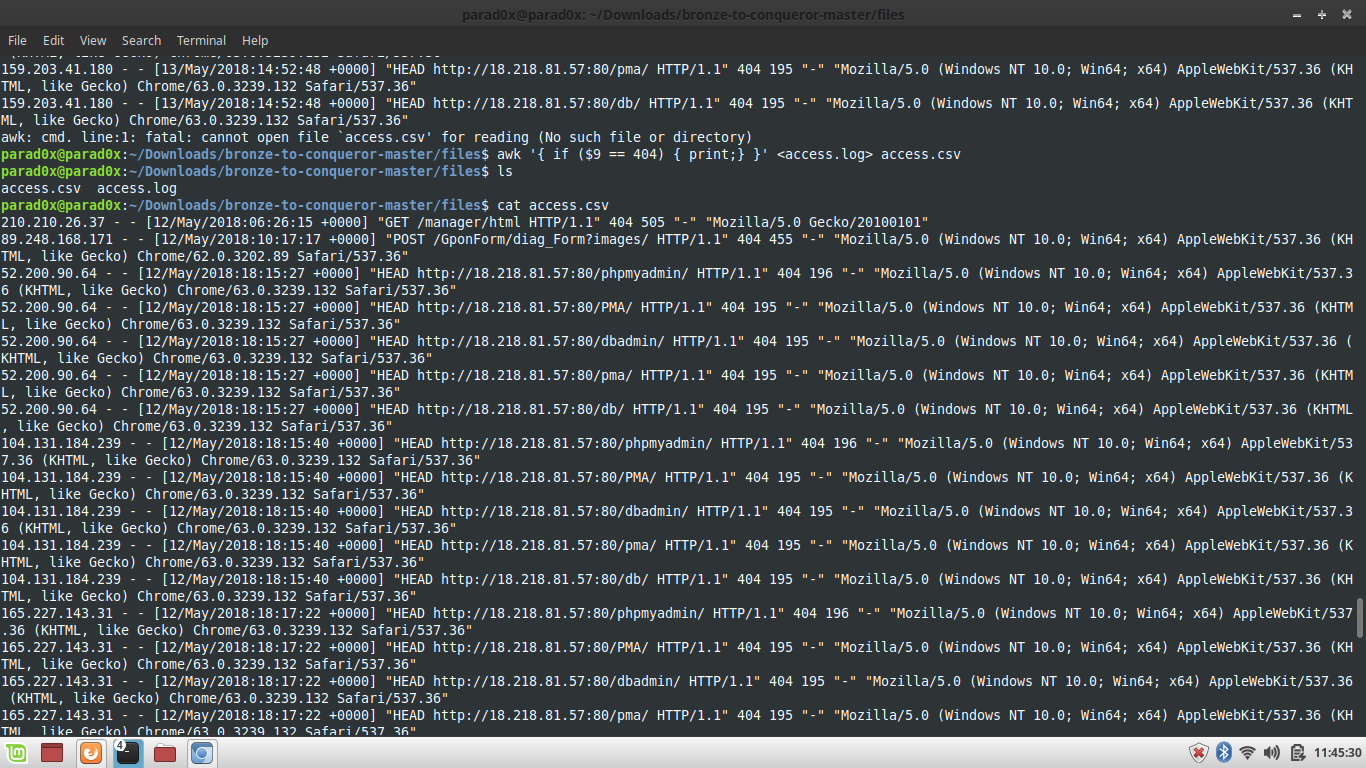 parad0x@parad0x: ~/Downloads/bronze-to-conqueror-master/files
File Edit View Search Terminal Help
159.203.41.180 - - [13/May/2018:14:52:48 +0000] "HEAD http://18.218.81.57:80/pma/ HTTP/1.1" 404 195 "-" "Mozilla/5.0 (Windows NT 10.0; Win64; x64) AppleWebKit/537.36 (KH
TML, like Gecko) Chrome/63.0.3239.132 Safari/537.36"
159.203.41.180 - - [13/May/2018:14:52:48 +0000] "HEAD http://18.218.81.57:80/db/ HTTP/1.1" 404 195 "-" "Mozilla/5.0 (Windows NT 10.0; Win64; x64) AppleWebKit/537.36 (KHT
ML, like Gecko) Chrome/63.0.3239.132 Safari/537.36"
awk: cmd. line:1: fatal: cannot open file `access.csv' for reading (No such file or directory)
parad0x@parad0x:~/Downloads/bronze-to-conqueror-master/files$ awk '{ if ($9 == 404) { print;} }' <access.log> access.csv
parad0x@parad0x:~/Downloads/bronze-to-conqueror-master/files$ ls
access.csv  access.log
parad0x@parad0x:~/Downloads/bronze-to-conqueror-master/files$ cat access.csv
210.210.26.37 - - [12/May/2018:06:26:15 +0000] "GET /manager/html HTTP/1.1" 404 505 "-" "Mozilla/5.0 Gecko/20100101"
89.248.168.171 - - [12/May/2018:10:17:17 +0000] "POST /GponForm/diag_Form?images/ HTTP/1.1" 404 455 "-" "Mozilla/5.0 (Windows NT 10.0; Win64; x64) AppleWebKit/537.36 (KH
TML, like Gecko) Chrome/62.0.3202.89 Safari/537.36"
52.200.90.64 - - [12/May/2018:18:15:27 +0000] "HEAD http://18.218.81.57:80/phpmyadmin/ HTTP/1.1" 404 196 "-" "Mozilla/5.0 (Windows NT 10.0; Win64; x64) AppleWebKit/537.3
6 (KHTML, like Gecko) Chrome/63.0.3239.132 Safari/537.36"
52.200.90.64 - - [12/May/2018:18:15:27 +0000] "HEAD http://18.218.81.57:80/PMA/ HTTP/1.1" 404 195 "-" "Mozilla/5.0 (Windows NT 10.0; Win64; x64) AppleWebKit/537.36 (KHTM
L, like Gecko) Chrome/63.0.3239.132 Safari/537.36"
52.200.90.64 - - [12/May/2018:18:15:27 +0000] "HEAD http://18.218.81.57:80/dbadmin/ HTTP/1.1" 404 195 "-" "Mozilla/5.0 (Windows NT 10.0; Win64; x64) AppleWebKit/537.36 (
KHTML, like Gecko) Chrome/63.0.3239.132 Safari/537.36"
52.200.90.64 - - [12/May/2018:18:15:27 +0000] "HEAD http://18.218.81.57:80/pma/ HTTP/1.1" 404 195 "-" "Mozilla/5.0 (Windows NT 10.0; Win64; x64) AppleWebKit/537.36 (KHTM
L, like Gecko) Chrome/63.0.3239.132 Safari/537.36"
52.200.90.64 - - [12/May/2018:18:15:27 +0000] "HEAD http://18.218.81.57:80/db/ HTTP/1.1" 404 195 "-" "Mozilla/5.0 (Windows NT 10.0; Win64; x64) AppleWebKit/537.36 (KHTML
, like Gecko) Chrome/63.0.3239.132 Safari/537.36"
104.131.184.239 - - [12/May/2018:18:15:40 +0000] "HEAD http://18.218.81.57:80/phpmyadmin/ HTTP/1.1" 404 196 "-" "Mozilla/5.0 (Windows NT 10.0; Win64; x64) AppleWebKit/53
7.36 (KHTML, like Gecko) Chrome/63.0.3239.132 Safari/537.36"
104.131.184.239 - - [12/May/2018:18:15:40 +0000] "HEAD http://18.218.81.57:80/PMA/ HTTP/1.1" 404 195 "-" "Mozilla/5.0 (Windows NT 10.0; Win64; x64) AppleWebKit/537.36 (K
HTML, like Gecko) Chrome/63.0.3239.132 Safari/537.36"
104.131.184.239 - - [12/May/2018:18:15:40 +0000] "HEAD http://18.218.81.57:80/dbadmin/ HTTP/1.1" 404 195 "-" "Mozilla/5.0 (Windows NT 10.0; Win64; x64) AppleWebKit/537.3
6 (KHTML, like Gecko) Chrome/63.0.3239.132 Safari/537.36"
104.131.184.239 - - [12/May/2018:18:15:40 +0000] "HEAD http://18.218.81.57:80/pma/ HTTP/1.1" 404 195 "-" "Mozilla/5.0 (Windows NT 10.0; Win64; x64) AppleWebKit/537.36 (K
HTML, like Gecko) Chrome/63.0.3239.132 Safari/537.36"
104.131.184.239 - - [12/May/2018:18:15:40 +0000] "HEAD http://18.218.81.57:80/db/ HTTP/1.1" 404 195 "-" "Mozilla/5.0 (Windows NT 10.0; Win64; x64) AppleWebKit/537.36 (KH
TML, like Gecko) Chrome/63.0.3239.132 Safari/537.36"
165.227.143.31 - - [12/May/2018:18:17:22 +0000] "HEAD http://18.218.81.57:80/phpmyadmin/ HTTP/1.1" 404 196 "-" "Mozilla/5.0 (Windows NT 10.0; Win64; x64) AppleWebKit/537
.36 (KHTML, like Gecko) Chrome/63.0.3239.132 Safari/537.36"
165.227.143.31 - - [12/May/2018:18:17:22 +0000] "HEAD http://18.218.81.57:80/PMA/ HTTP/1.1" 404 195 "-" "Mozilla/5.0 (Windows NT 10.0; Win64; x64) AppleWebKit/537.36 (KH
TML, like Gecko) Chrome/63.0.3239.132 Safari/537.36"
165.227.143.31 - - [12/May/2018:18:17:22 +0000] "HEAD http://18.218.81.57:80/dbadmin/ HTTP/1.1" 404 195 "-" "Mozilla/5.0 (Windows NT 10.0; Win64; x64) AppleWebKit/537.36
 (KHTML, like Gecko) Chrome/63.0.3239.132 Safari/537.36"
165.227.143.31 - - [12/May/2018:18:17:22 +0000] "HEAD http://18.218.81.57:80/pma/ HTTP/1.1" 404 195 "-" "Mozilla/5.0 (Windows NT 10.0; Win64; x64) AppleWebKit/537.36 (KH
TML, like Gecko) Chrome/63.0.3239.132 Safari/537.36"
4
11:45:30